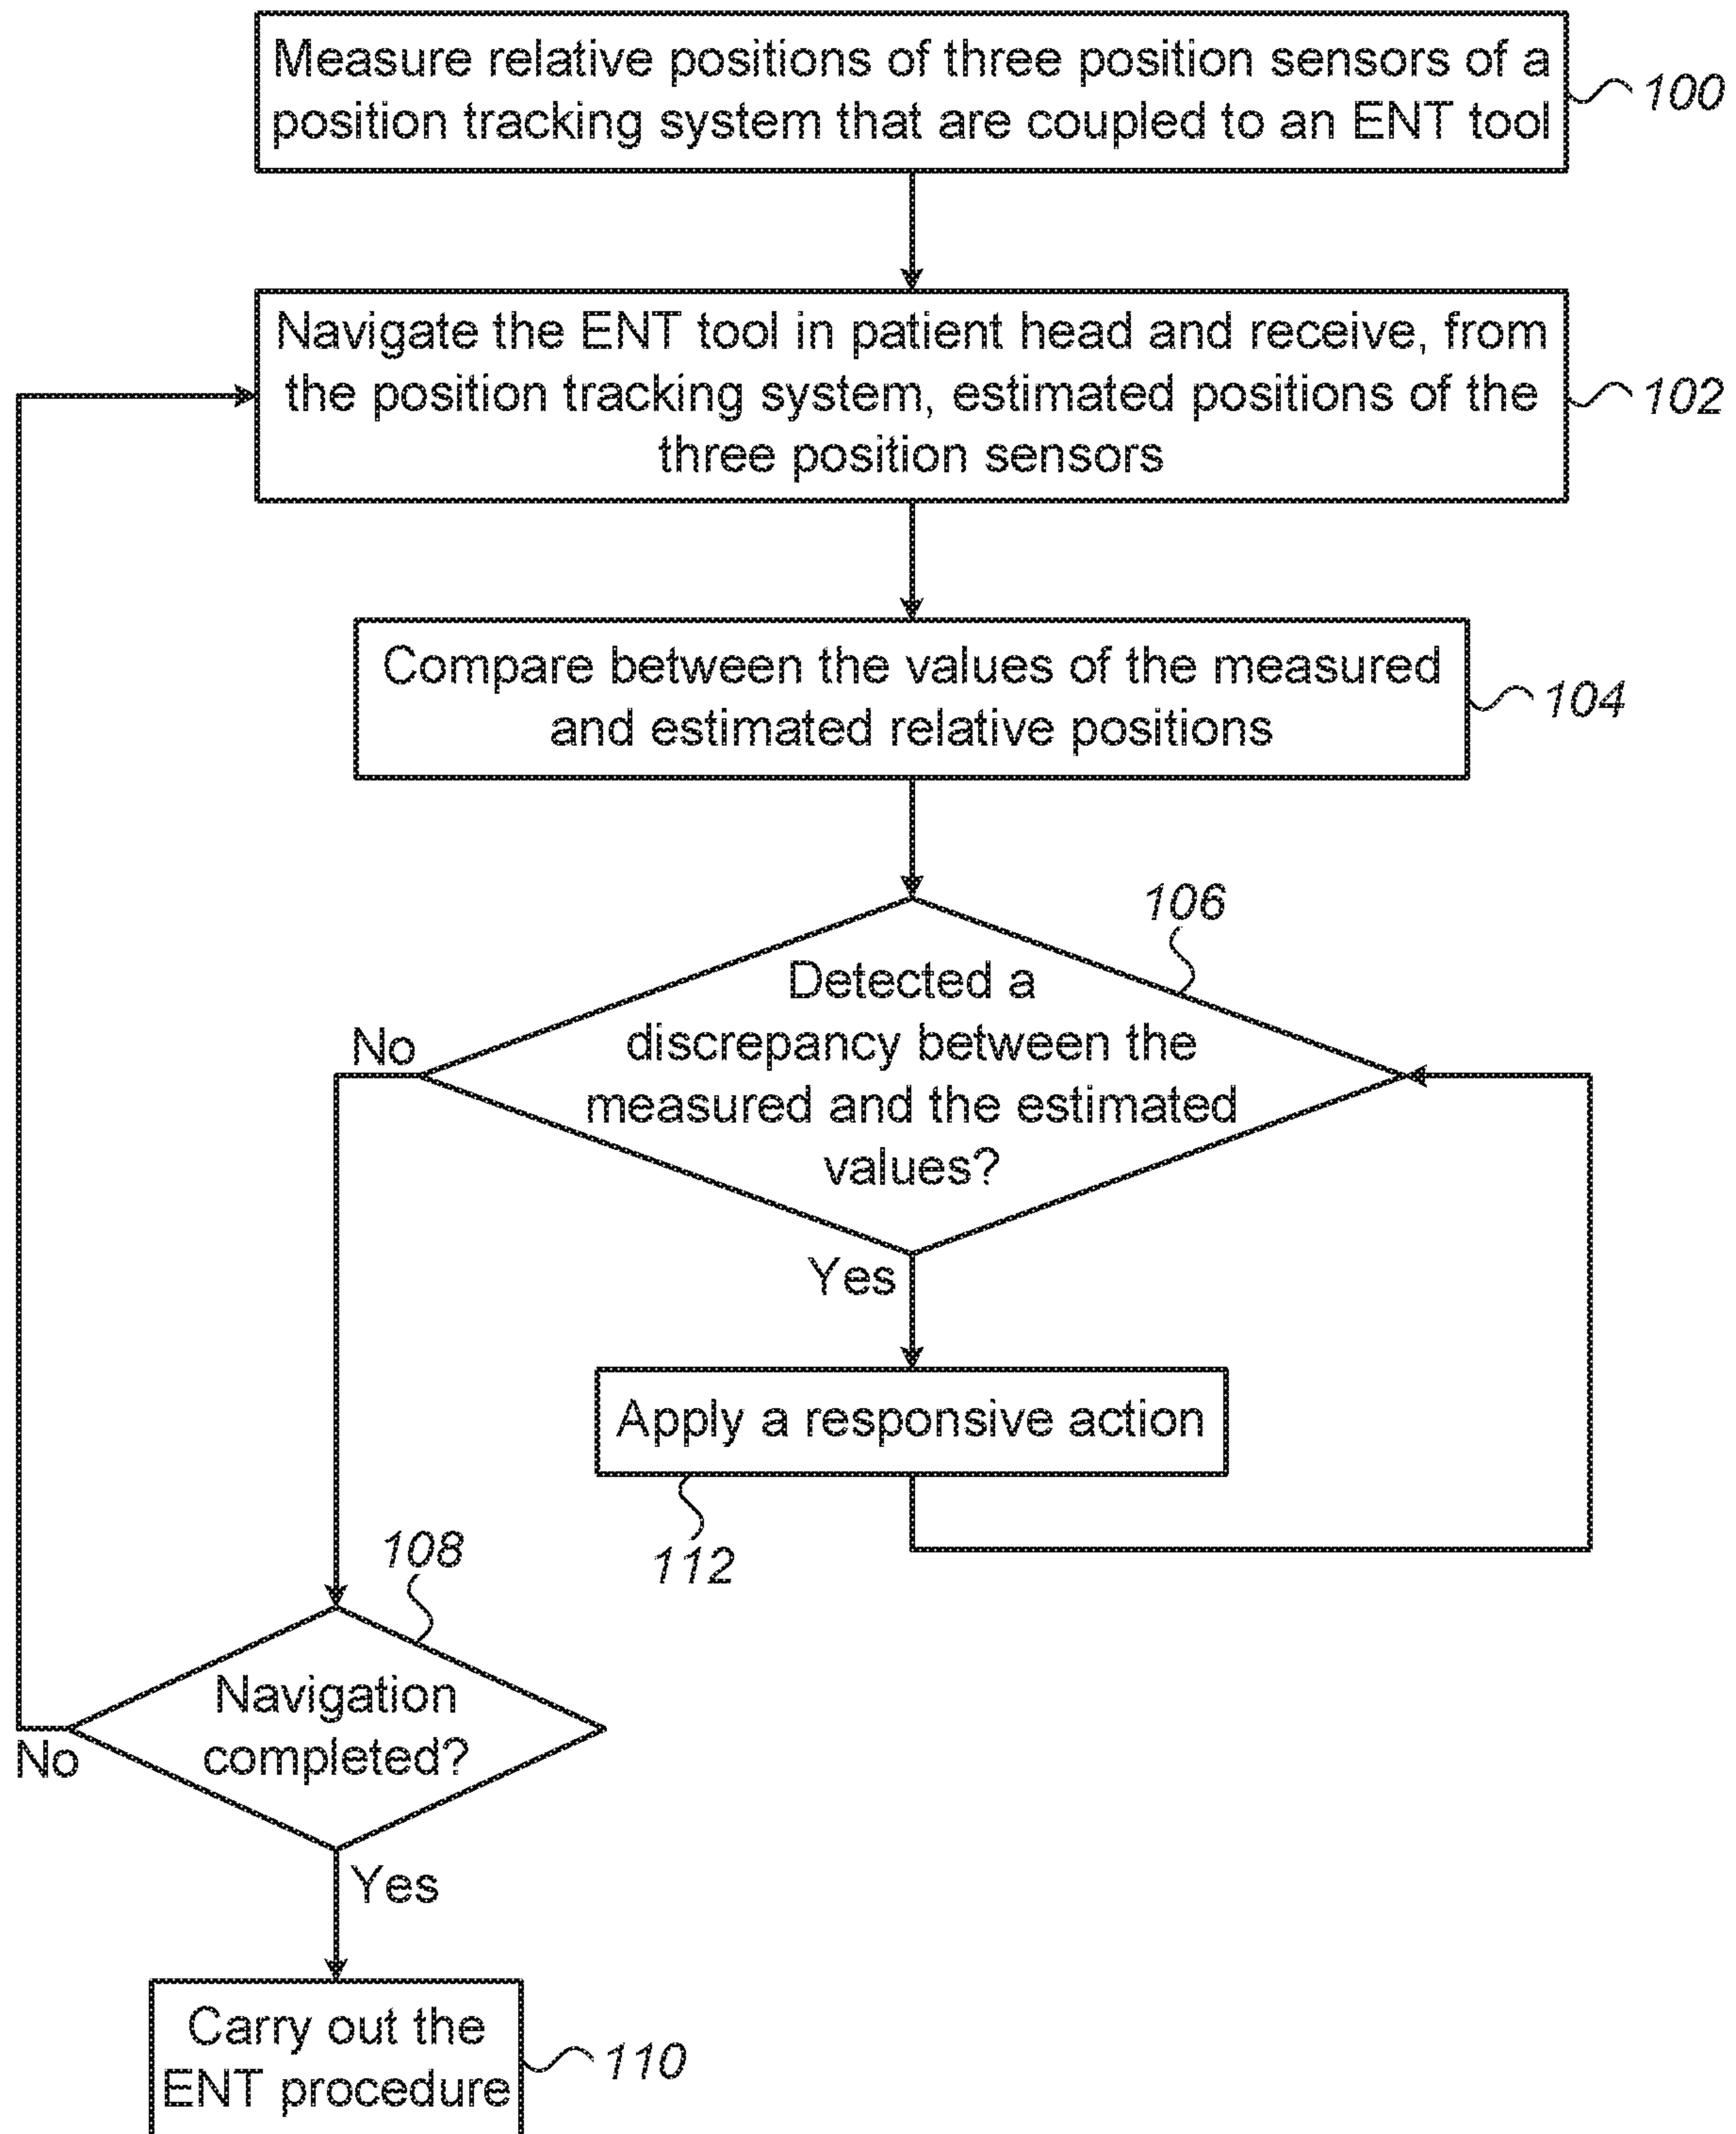 Measure relative positions of three position sensors of a
position tracking system that are coupled to an ENT tool
100
Navigate the ENT tool in patient head and receive, from
the position tracking system, estimated positions of the
three position sensors
102
Compare between the values of the measured
and estimated relative positions
104
106
Detected a
discrepancy between the
measured and the estimated
values?
No
Yes
Apply a responsive action
112
108
Navigation
completed?
No
Yes
Carry out the
ENT procedure
110